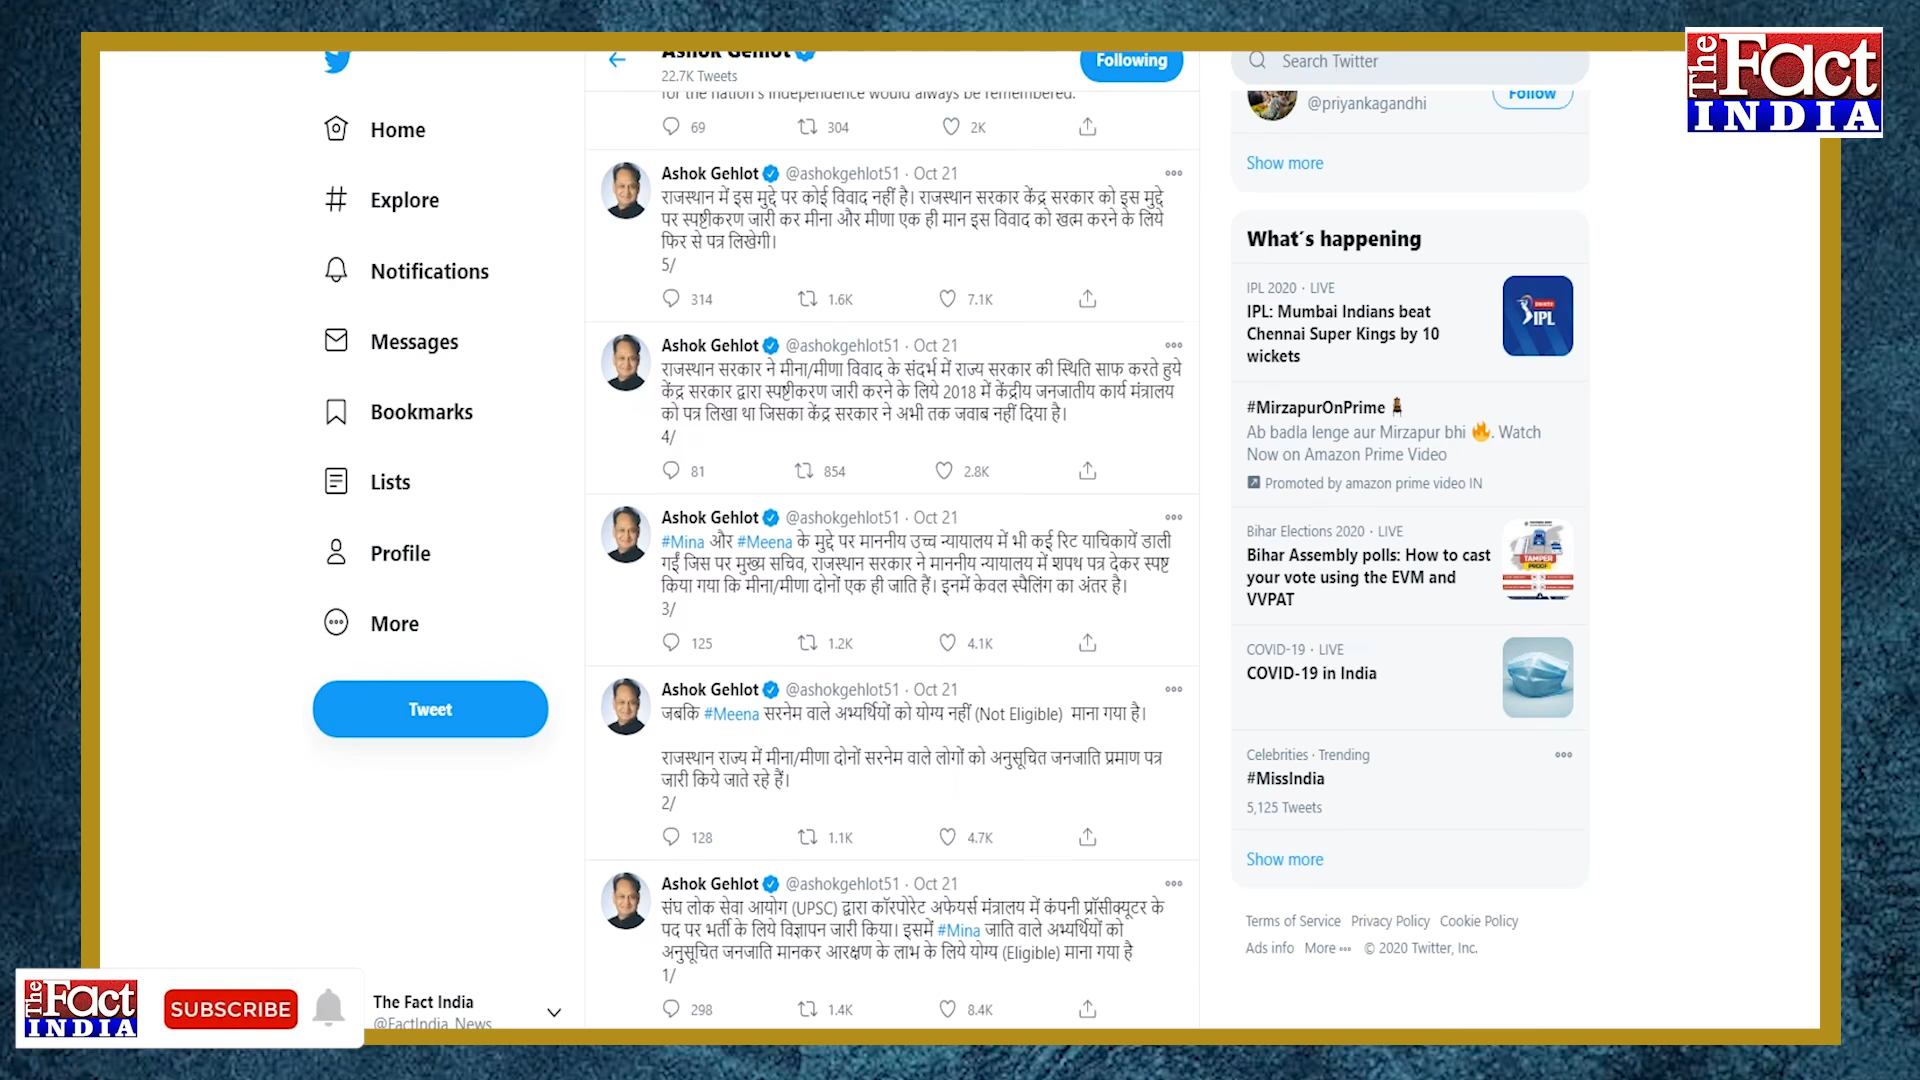 Home
Explore
Notifications
Messages
Bookmarks
Lists
Profile
More
Tweet
The Fact India
@FactIndia_News
Ashok Gehlot
22.7K Tweets
Following
for the nation's independence would always be remembered.
69 304 2K
Ashok Gehlot @ashokgehlot51 · Oct 21
राजस्थान में इस मुद्दे पर कोई विवाद नहीं है। राजस्थान सरकार केंद्र सरकार को इस मुद्दे
पर स्पष्टीकरण जारी कर मीना और मीणा एक ही मान इस विवाद को खत्म करने के लिये
फिर से पत्र लिखेगी।
5/
314 1.6K 7.1K
Ashok Gehlot @ashokgehlot51 · Oct 21
राजस्थान सरकार ने मीना/मीणा विवाद के संदर्भ में राज्य सरकार की स्थिति साफ करते हुये
केंद्र सरकार द्वारा स्पष्टीकरण जारी करने के लिये 2018 में केंद्रीय जनजातीय कार्य मंत्रालय
को पत्र लिखा था जिसका केंद्र सरकार ने अभी तक जवाब नहीं दिया है।
4/
81 854 2.8K
Ashok Gehlot @ashokgehlot51 · Oct 21
#Mina और #Meena के मुद्दे पर माननीय उच्च न्यायालय में भी कई रिट याचिकायें डाली
गईं जिस पर मुख्य सचिव, राजस्थान सरकार ने माननीय न्यायालय में शपथ पत्र देकर स्पष्ट
किया गया कि मीना/मीणा दोनों एक ही जाति हैं। इनमें केवल स्पैलिंग का अंतर है।
3/
125 1.2K 4.1K
Ashok Gehlot @ashokgehlot51 · Oct 21
जबकि #Meena सरनेम वाले अभ्यर्थियों को योग्य नहीं (Not Eligible) माना गया है।
राजस्थान राज्य में मीना/मीणा दोनों सरनेम वाले लोगों को अनुसूचित जनजाति प्रमाण पत्र
जारी किये जाते रहे हैं।
2/
128 1.1K 4.7K
Ashok Gehlot @ashokgehlot51 · Oct 21
संघ लोक सेवा आयोग (UPSC) द्वारा कॉरपोरेट अफेयर्स मंत्रालय में कंपनी प्रॉसीक्यूटर के
पद पर भर्ती के लिये विज्ञापन जारी किया। इसमें #Mina जाति वाले अभ्यर्थियों को
अनुसूचित जनजाति मानकर आरक्षण के लाभ के लिये योग्य (Eligible) माना गया है
1/
298 1.4K 8.4K
Search Twitter
@priyankagandhi
Follow
Show more
What's happening
IPL 2020 · LIVE
IPL: Mumbai Indians beat
Chennai Super Kings by 10
wickets
IPL
#MirzapurOnPrime
Ab badla lenge aur Mirzapur bhi 🔥. Watch
Now on Amazon Prime Video
Promoted by amazon prime video IN
Bihar Elections 2020 · LIVE
Bihar Assembly polls: How to cast
your vote using the EVM and
VVPAT
TAMPER
PROOF
COVID-19 · LIVE
COVID-19 in India
Celebrities · Trending
#MissIndia
5,125 Tweets
Show more
Terms of Service Privacy Policy Cookie Policy
Ads info More © 2020 Twitter, Inc.
The Fact
INDIA
The Fact
INDIA
SUBSCRIBE